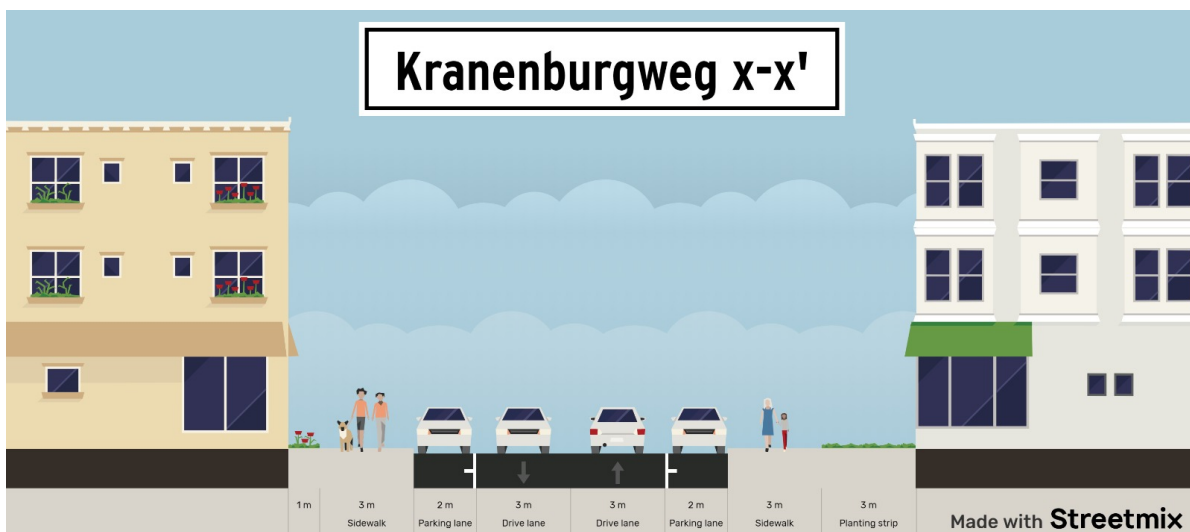 Kranenburgweg x-x'
1 m 3 m 2 m 3 m 3 m 2 m 3 m 3 m
Sidewalk Parking lane Drive lane Drive lane Parking lane Sidewalk Planting strip
Made with Streetmix